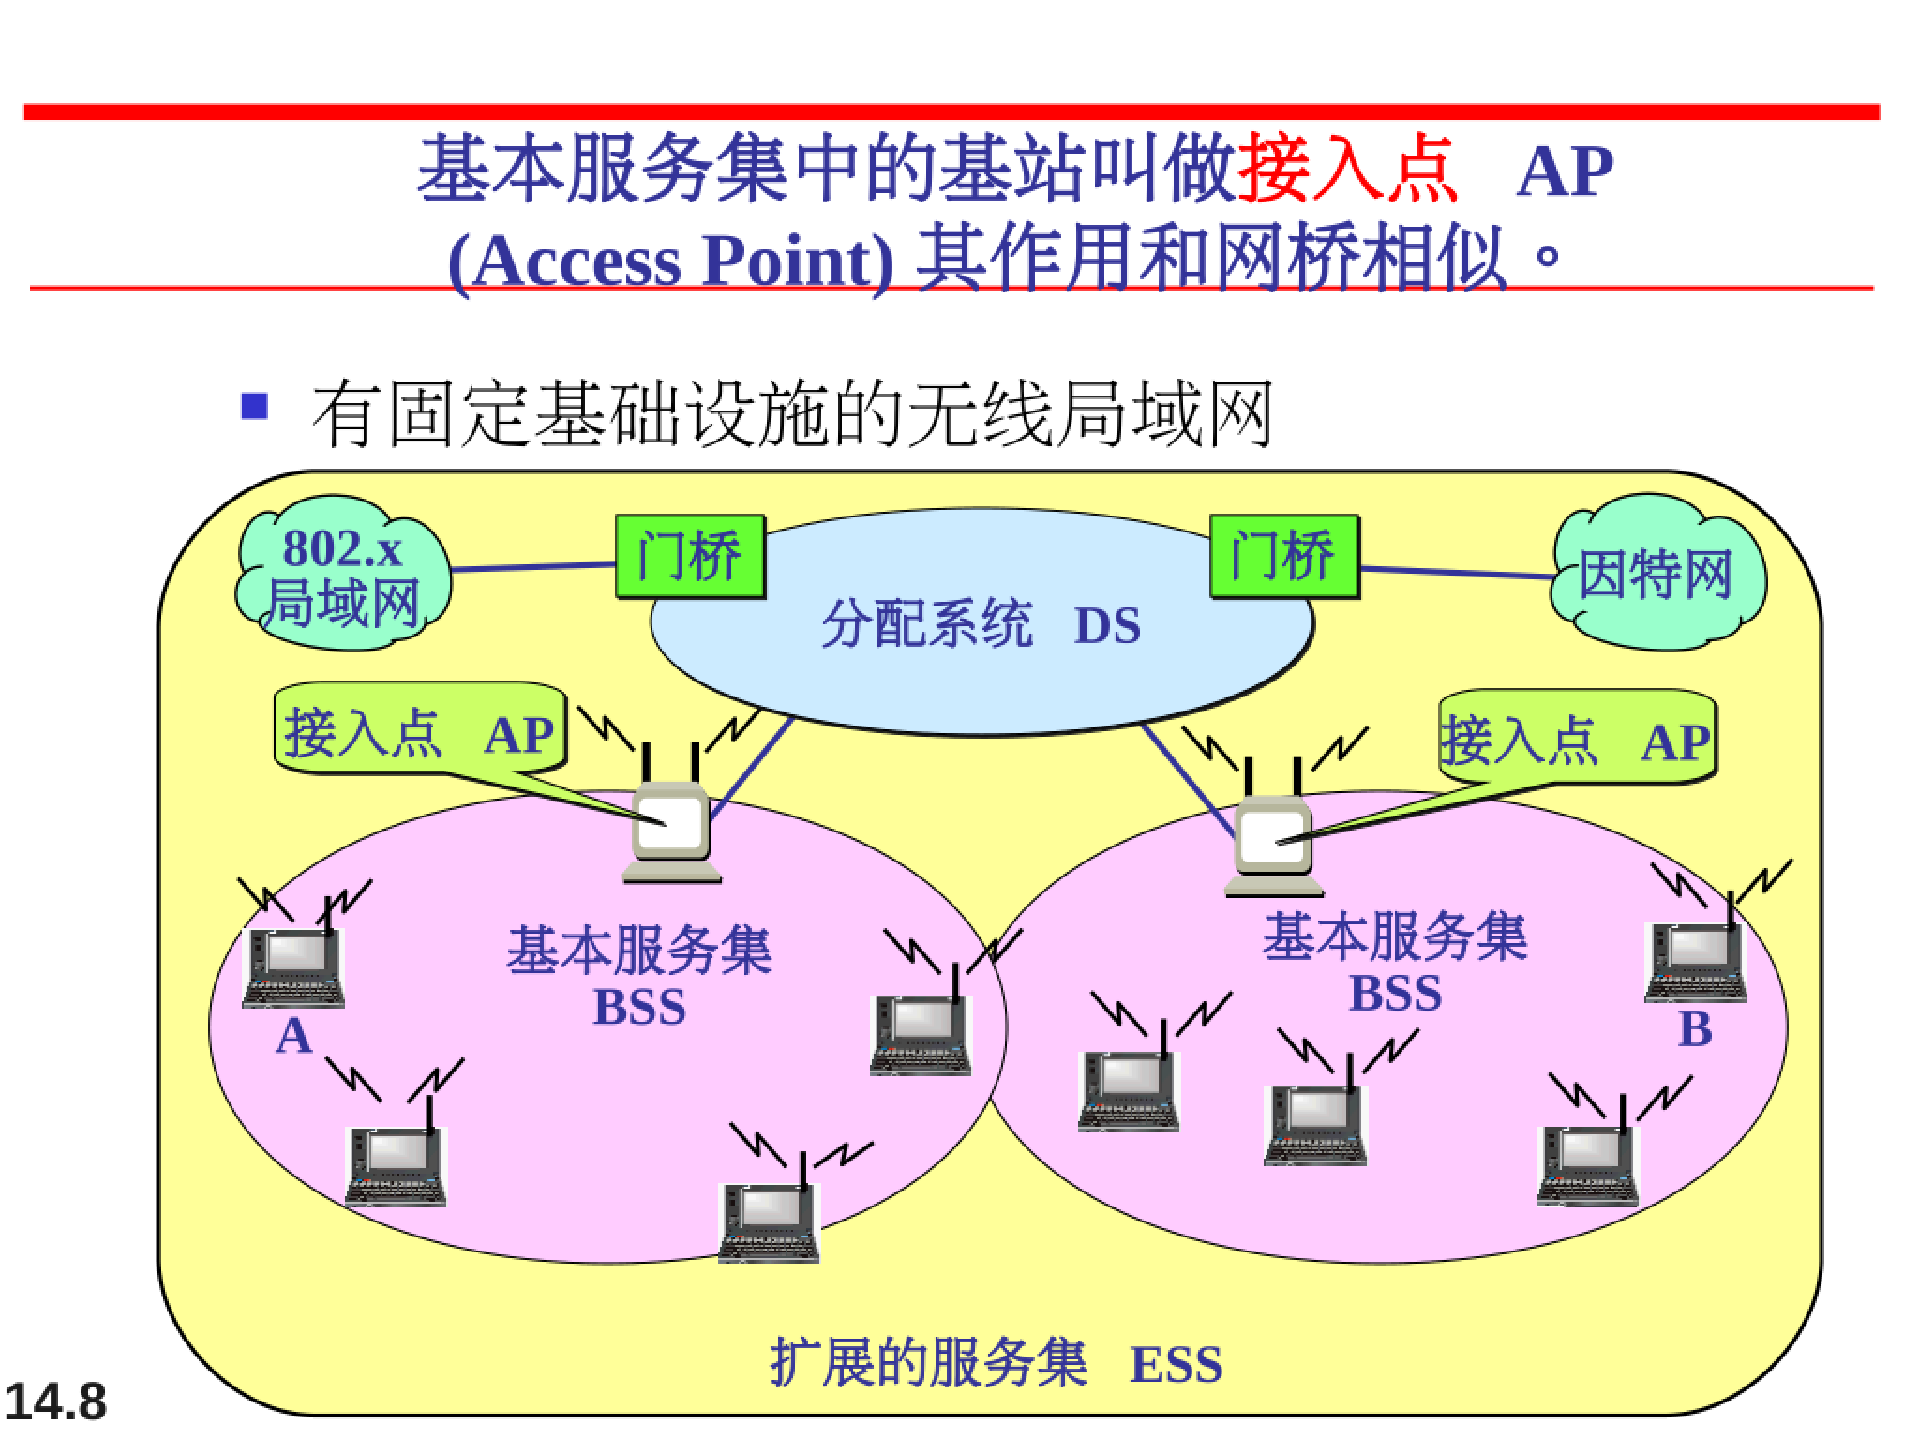 基本服务集中的基站叫做接入点 AP
(Access Point) 其作用和网桥相似。
有固定基础设施的无线局域网
802.x
局域网
门桥
门桥
因特网
分配系统 DS
接入点 AP
接入点 AP
基本服务集
BSS
基本服务集
BSS
A
B
扩展的服务集 ESS
14.8